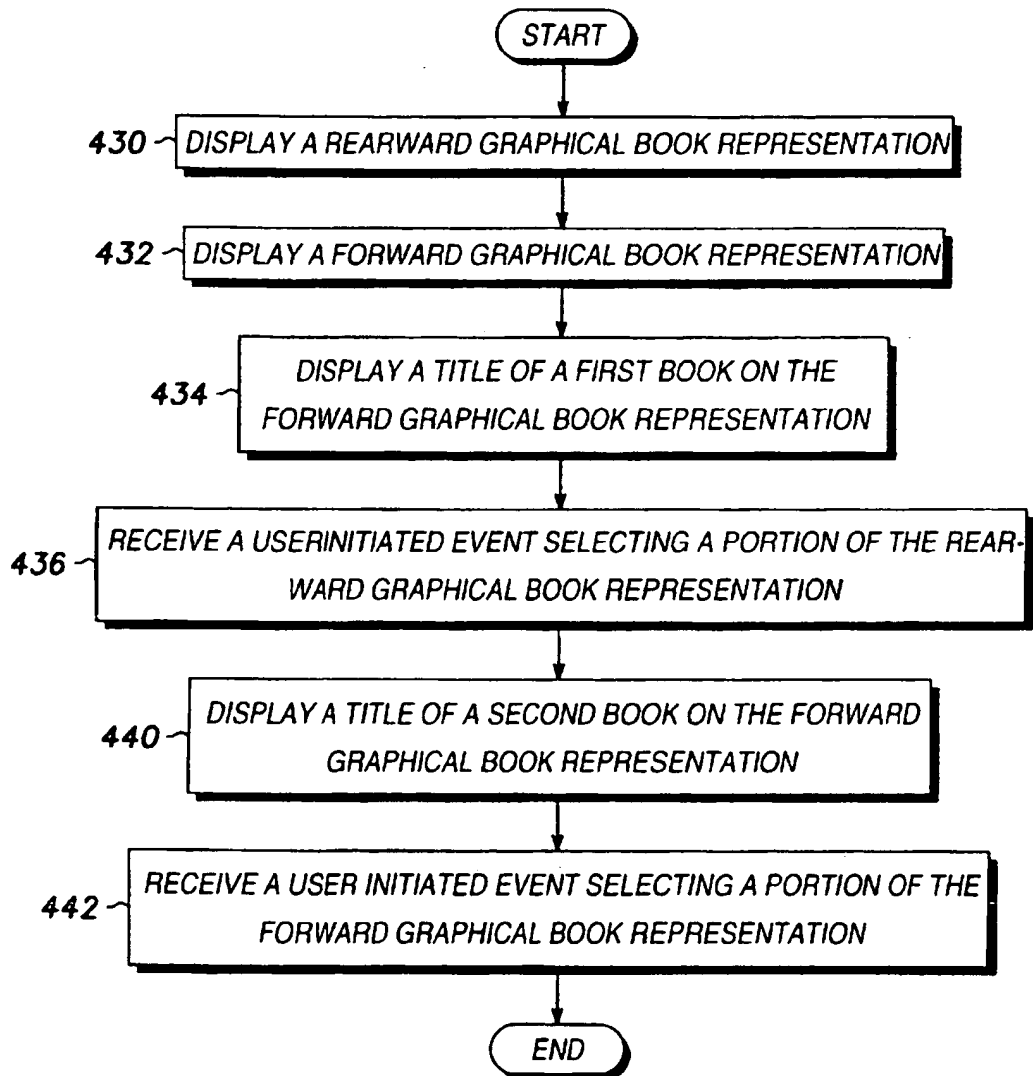 START
430 DISPLAY A REARWARD GRAPHICAL BOOK REPRESENTATION
432 DISPLAY A FORWARD GRAPHICAL BOOK REPRESENTATION
DISPLAY A TITLE OF A FIRST BOOK ON THE
434
FORWARD GRAPHICAL BOOK REPRESENTATION
RECEIVE A USERINITIATED EVENT SELECTING A PORTION OF THE REAR-
436
WARD GRAPHICAL BOOK REPRESENTATION
DISPLAY A TITLE OF A SECOND BOOK ON THE FORWARD
440
GRAPHICAL BOOK REPRESENTATION
RECEIVE A USER INITIATED EVENT SELECTING A PORTION OF THE
442
FORWARD GRAPHICAL BOOK REPRESENTATION
END